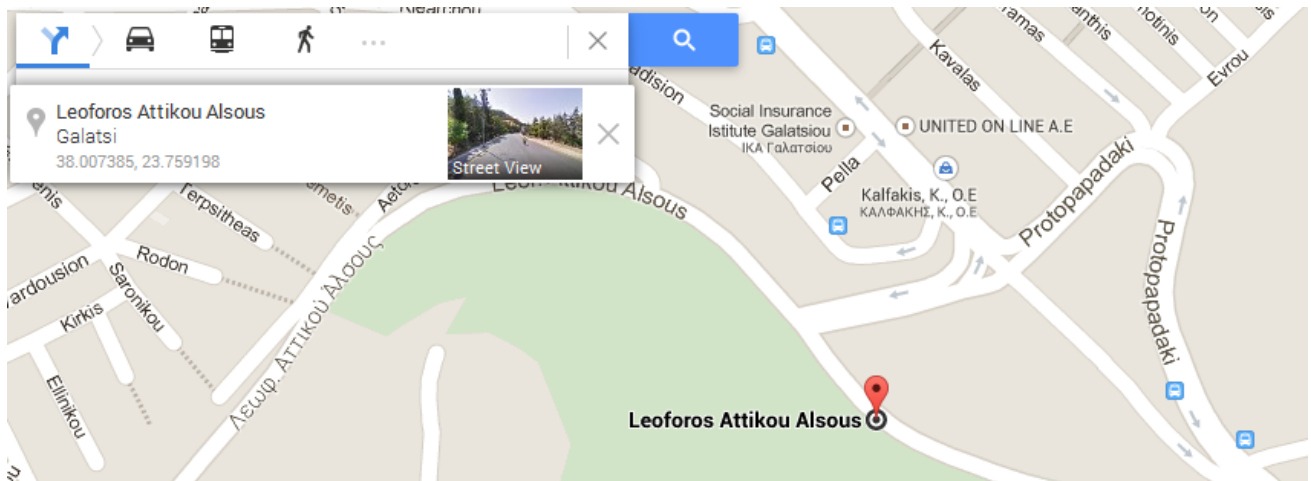 Leoforos Attikou Alsous
Galatsi
38.007385, 23.759198
Street View
Kavalas
Evrou
Social Insurance
Istitute Galatsiou
ΙΚΑ Γαλατσίου
UNITED ON LINE A.E
Pella
Kalfakis, K., O.E
ΚΑΛΦΑΚΗΣ, Κ., Ο.Ε
Protopapadaki
Protopapadaki
Alsous
Terpsitheas
Rodon
Saronikou
Kirkis
Ellinikou
Λεωφ. Αττικού Άλσους
Leoforos Attikou Alsous